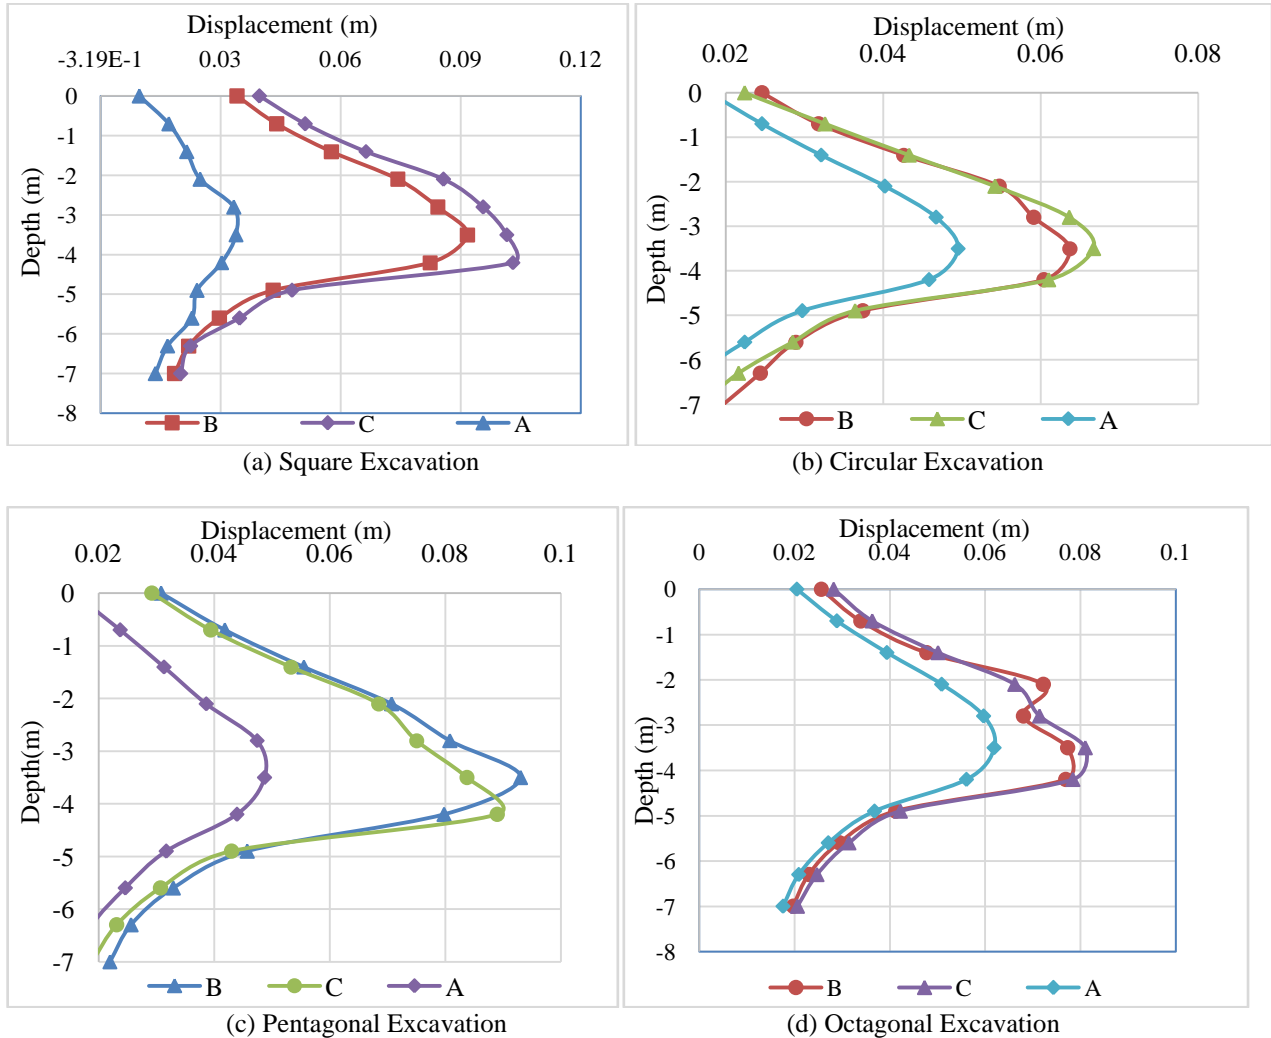 Displacement (m)
-3.19E-1 0.03 0.06 0.09 0.12
0
-1
-2
-3
-4
-5
-6
-7
-8
Depth (m)
B C A
(a) Square Excavation
Displacement (m)
0.02 0.04 0.06 0.08
0
-1
-2
-3
-4
-5
-6
-7
Depth (m)
B C A
(b) Circular Excavation
Displacement (m)
0.02 0.04 0.06 0.08 0.1
0
-1
-2
-3
-4
-5
-6
-7
Depth(m)
B C A
(c) Pentagonal Excavation
Displacement (m)
0 0.02 0.04 0.06 0.08 0.1
0
-1
-2
-3
-4
-5
-6
-7
-8
Depth (m)
B C A
(d) Octagonal Excavation